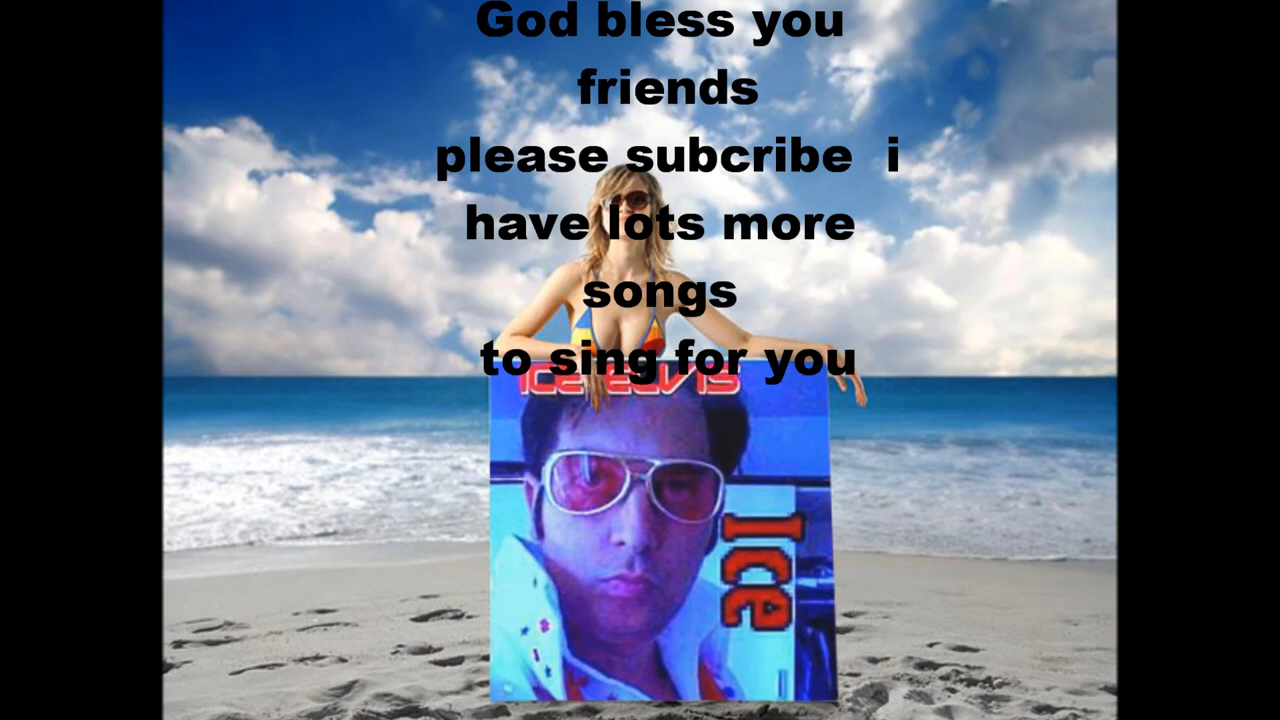 God bless you
friends
please subcribe  i
have lots more
songs
to sing for you
ICE ELVIS
Ice